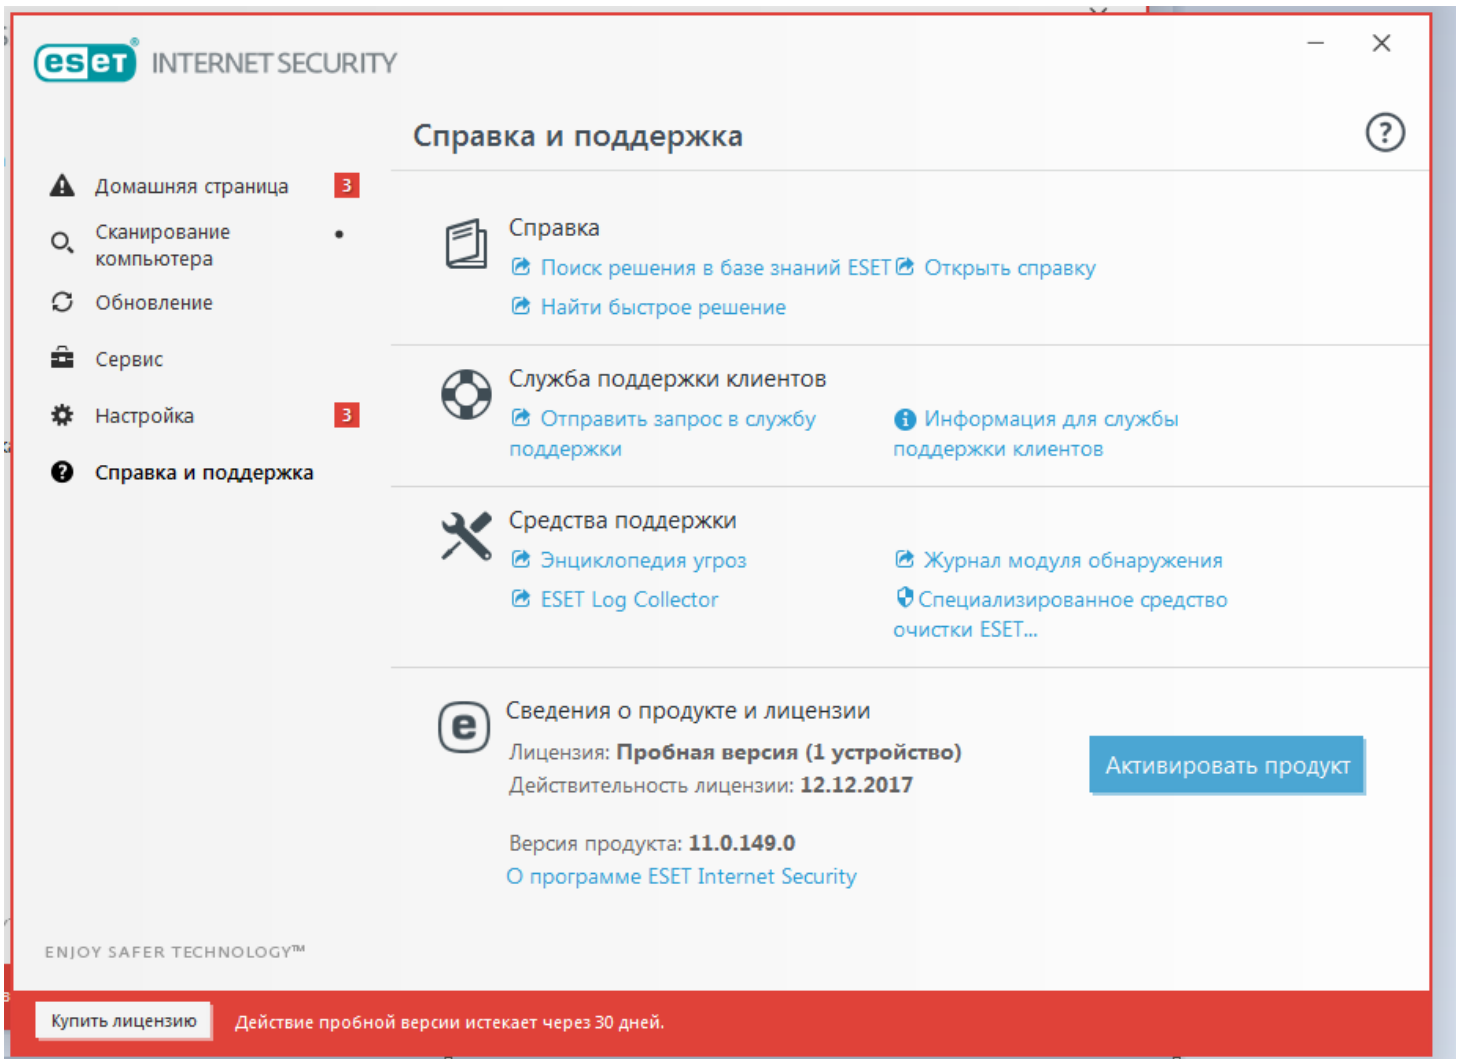 eset® INTERNET SECURITY
Справка и поддержка
?
Домашняя страница 3
Сканирование
компьютера
Обновление
Сервис
Настройка 3
Справка и поддержка
Справка
Поиск решения в базе знаний ESET Открыть справку
Найти быстрое решение
Служба поддержки клиентов
Отправить запрос в службу
поддержки
Информация для службы
поддержки клиентов
Средства поддержки
Энциклопедия угроз Журнал модуля обнаружения
ESET Log Collector
Специализированное средство
очистки ESET...
Сведения о продукте и лицензии
Лицензия: Пробная версия (1 устройство)
Действительность лицензии: 12.12.2017
Активировать продукт
Версия продукта: 11.0.149.0
О программе ESET Internet Security
ENJOY SAFER TECHNOLOGY™
Купить лицензию Действие пробной версии истекает через 30 дней.